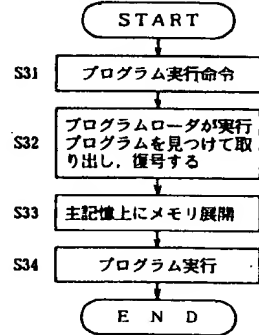 START
S31
プログラム実行命令
S32
プログラムローダが実行
プログラムを見つけて取
り出し，復号する
S33
主記憶上にメモリ展開
S34
プログラム実行
END